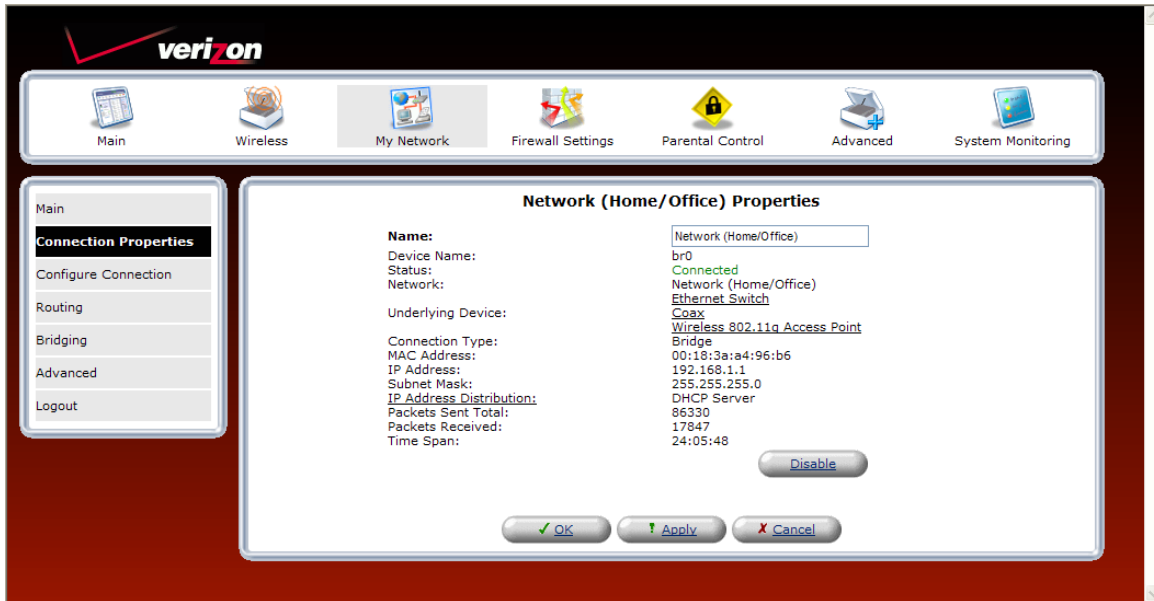 verizon
Main
Wireless
My Network
Firewall Settings
Parental Control
Advanced
System Monitoring
Main
Connection Properties
Configure Connection
Routing
Bridging
Advanced
Logout
Network (Home/Office) Properties
Name: Network (Home/Office)
Device Name: br0
Status: Connected
Network: Network (Home/Office)
Underlying Device: Ethernet Switch
Coax
Wireless 802.11g Access Point
Connection Type: Bridge
MAC Address: 00:18:3a:a4:96:b6
IP Address: 192.168.1.1
Subnet Mask: 255.255.255.0
IP Address Distribution: DHCP Server
Packets Sent Total: 86330
Packets Received: 17847
Time Span: 24:05:48
Disable
OK
Apply
Cancel